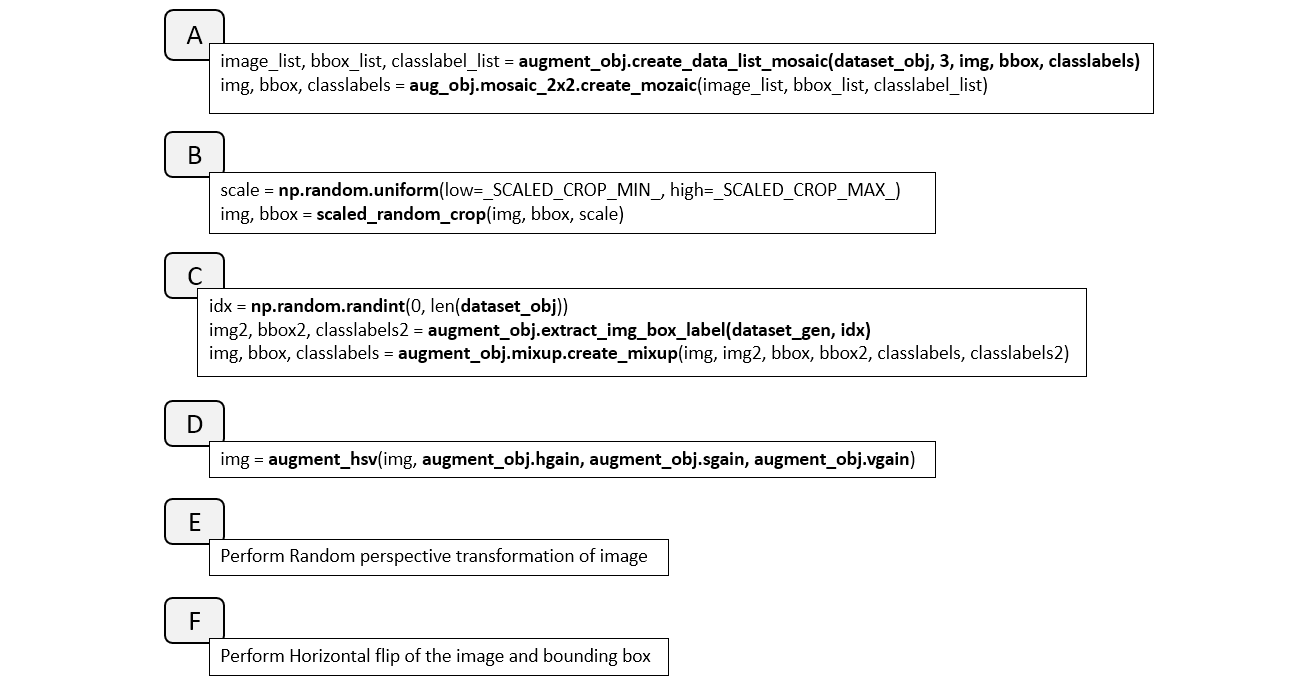 A
image_list, bbox_list, classlabel_list = augment_obj.create_data_list_mosaic(dataset_obj, 3, img, bbox, classlabels)
img, bbox, classlabels = aug_obj.mosaic_2x2.create_mozaic(image_list, bbox_list, classlabel_list)
B
scale = np.random.uniform(low=_SCALED_CROP_MIN_, high=_SCALED_CROP_MAX_)
img, bbox = scaled_random_crop(img, bbox, scale)
C
idx = np.random.randint(0, len(dataset_obj))
img2, bbox2, classlabels2 = augment_obj.extract_img_box_label(dataset_gen, idx)
img, bbox, classlabels = augment_obj.mixup.create_mixup(img, img2, bbox, bbox2, classlabels, classlabels2)
D
img = augment_hsv(img, augment_obj.hgain, augment_obj.sgain, augment_obj.vgain)
E
Perform Random perspective transformation of image
F
Perform Horizontal flip of the image and bounding box